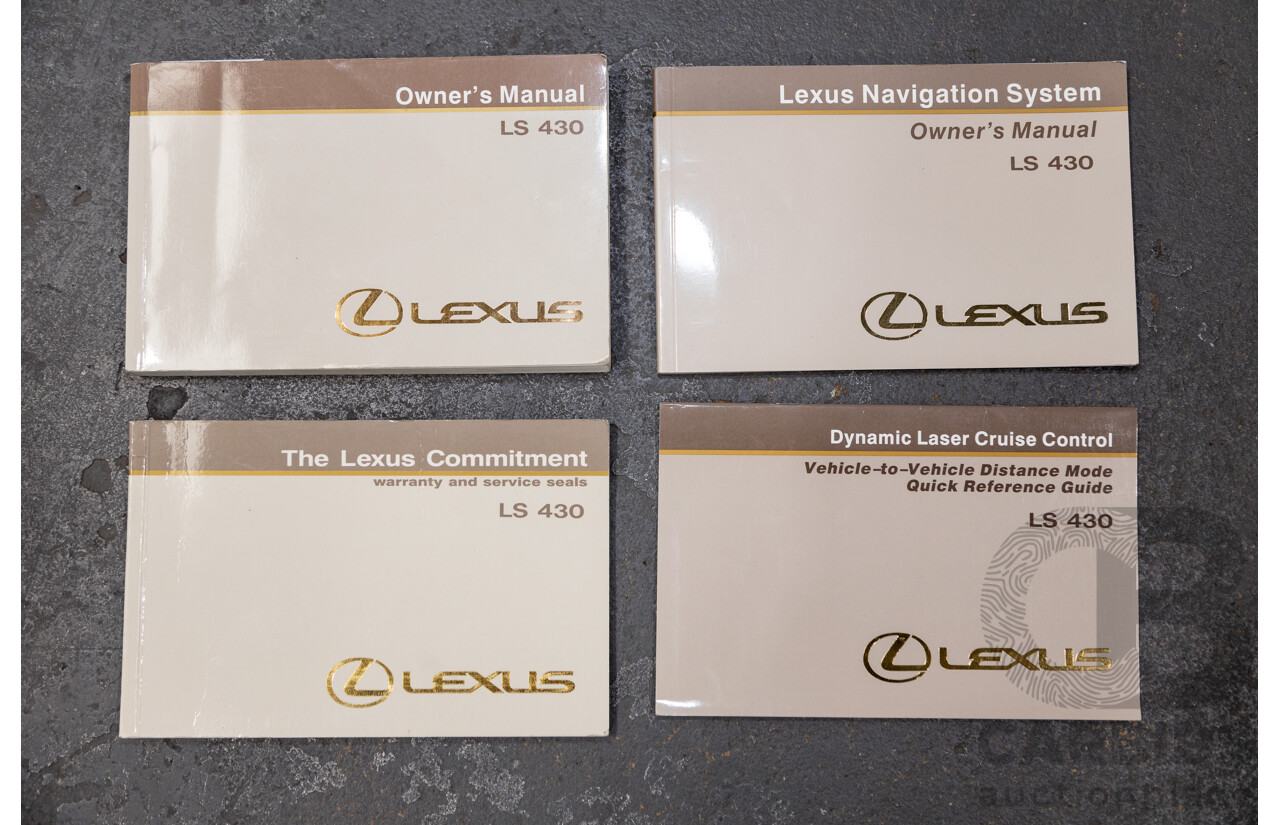 Owner's Manual
LS 430
LEXUS
Lexus Navigation System
Owner's Manual
LS 430
LEXUS
The Lexus Commitment
warranty and service seals
LS 430
LEXUS
Dynamic Laser Cruise Control
Vehicle-to-Vehicle Distance Mode
Quick Reference Guide
LS 430
LEXUS